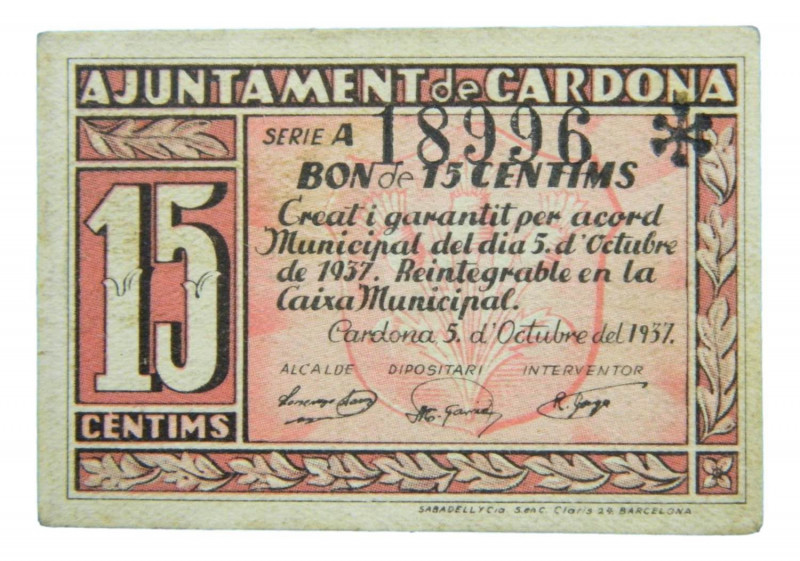 AJUNTAMENT de CARDONA
SERIE A 18996 *
BON de 15 CENTIMS
Creat i garantit per acord
Municipal del dia 5. d'Octubre
de 1937. Reintegrable en la
Caixa Municipal.
Cardona 5. d'Octubre del 1937.
ALCALDE DIPOSITARI INTERVENTOR
15
CENTIMS
SABADELL Y Cia. S. en C. Claris 24. BARCELONA